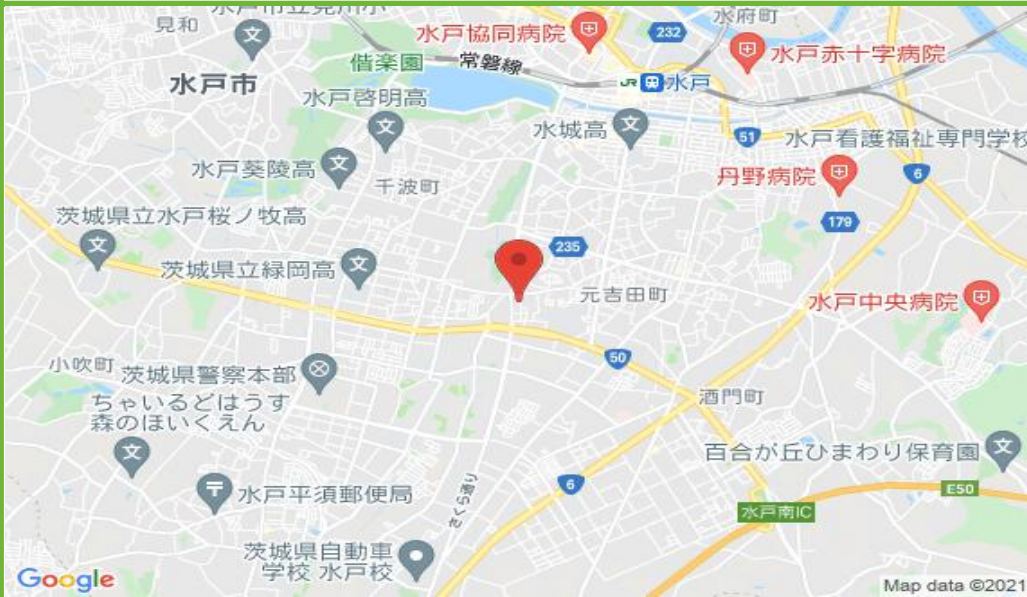 水戸市立見川小
見和
水戸市
偕楽園
常磐線
水戸協同病院
232
水府町
水戸赤十字病院
JR 水戸
水戸啓明高
水城高
51
水戸看護福祉専門学校
水戸葵陵高
千波町
丹野病院
6
茨城県立水戸桜ノ牧高
179
235
茨城県立緑岡高
元吉田町
水戸中央病院
小吹町
茨城県警察本部
50
ちゃいるどはうす
森のほいくえん
酒門町
百合が丘ひまわり保育園
水戸平須郵便局
さくら通り
6
E50
水戸南IC
茨城県自動車
学校 水戸校
Google
Map data ©2021